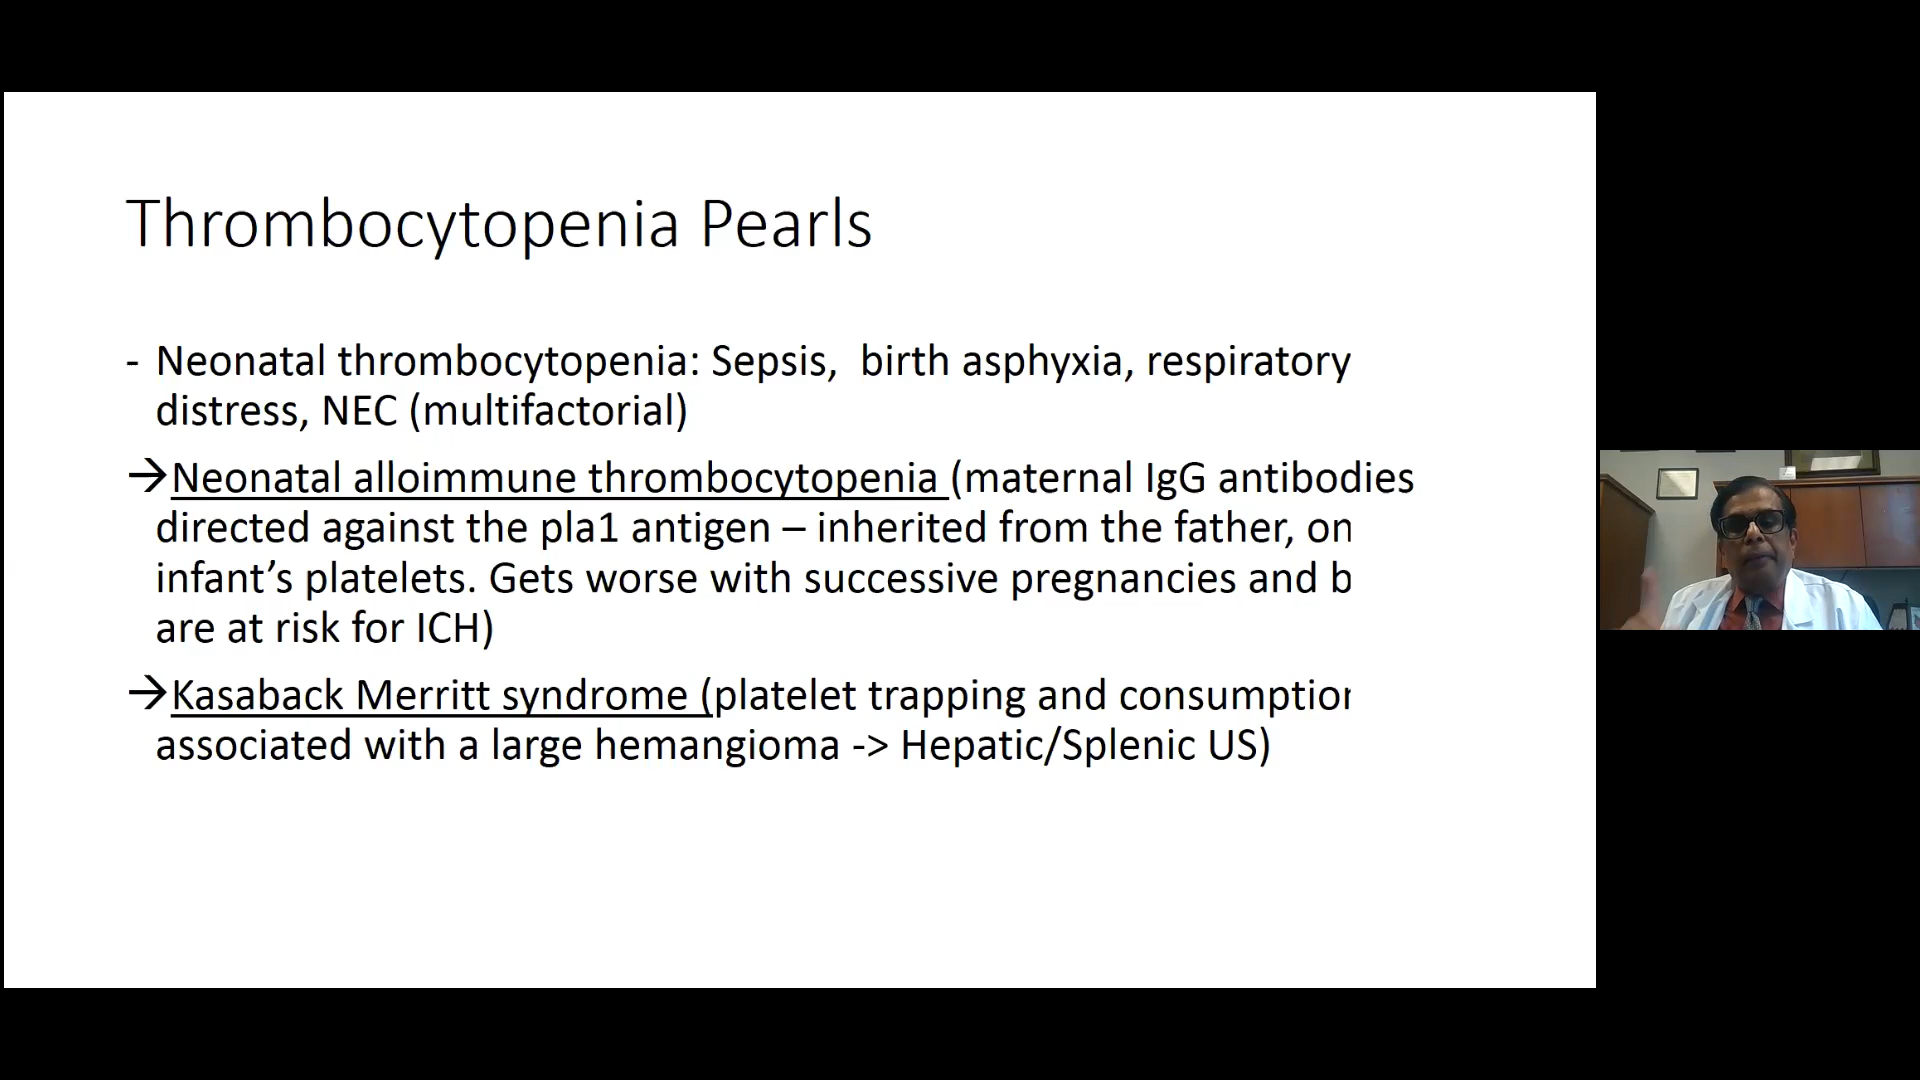 Thrombocytopenia Pearls
- Neonatal thrombocytopenia: Sepsis,  birth asphyxia, respiratory
distress, NEC (multifactorial)
→Neonatal alloimmune thrombocytopenia (maternal IgG antibodies
directed against the pla1 antigen – inherited from the father, on
infant’s platelets. Gets worse with successive pregnancies and b
are at risk for ICH)
→Kasaback Merritt syndrome (platelet trapping and consumption
associated with a large hemangioma -> Hepatic/Splenic US)